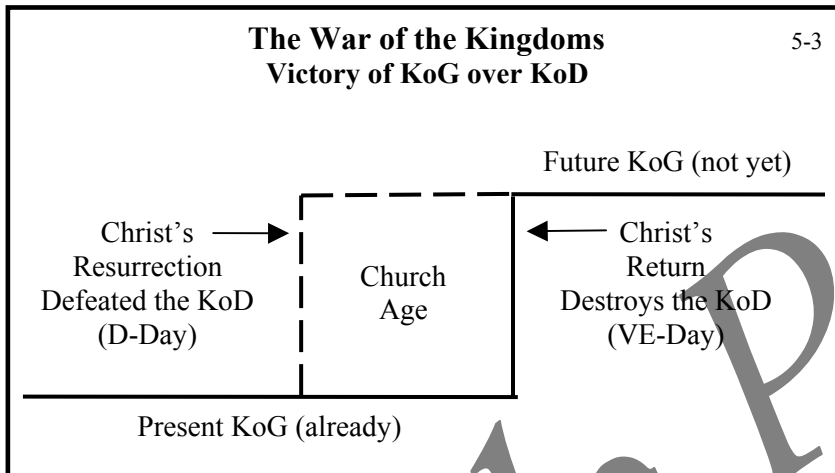 The War of the Kingdoms
5-3
Victory of KoG over KoD
Future KoG (not yet)
Christ's
Resurrection
Defeated the KoD
(D-Day)
Church
Age
Christ's
Return
Destroys the KoD
(VE-Day)
Present KoG (already)